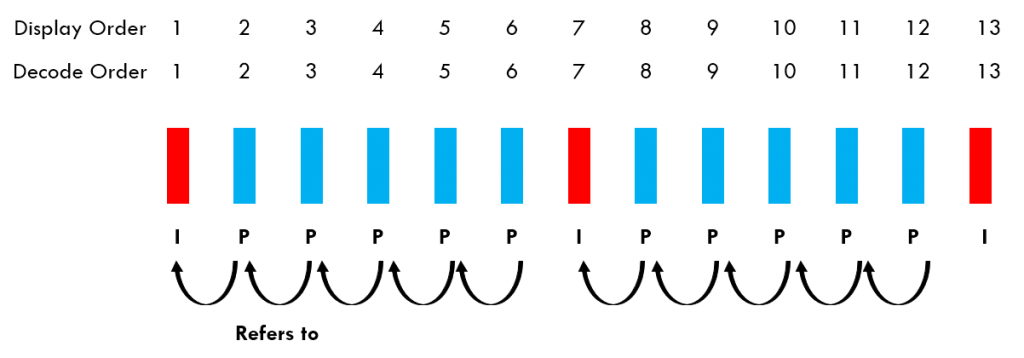 Display Order 1 2 3 4 5 6 7 8 9 10 11 12 13
Decode Order 1 2 3 4 5 6 7 8 9 10 11 12 13
I P P P P P I P P P P P I
Refers to